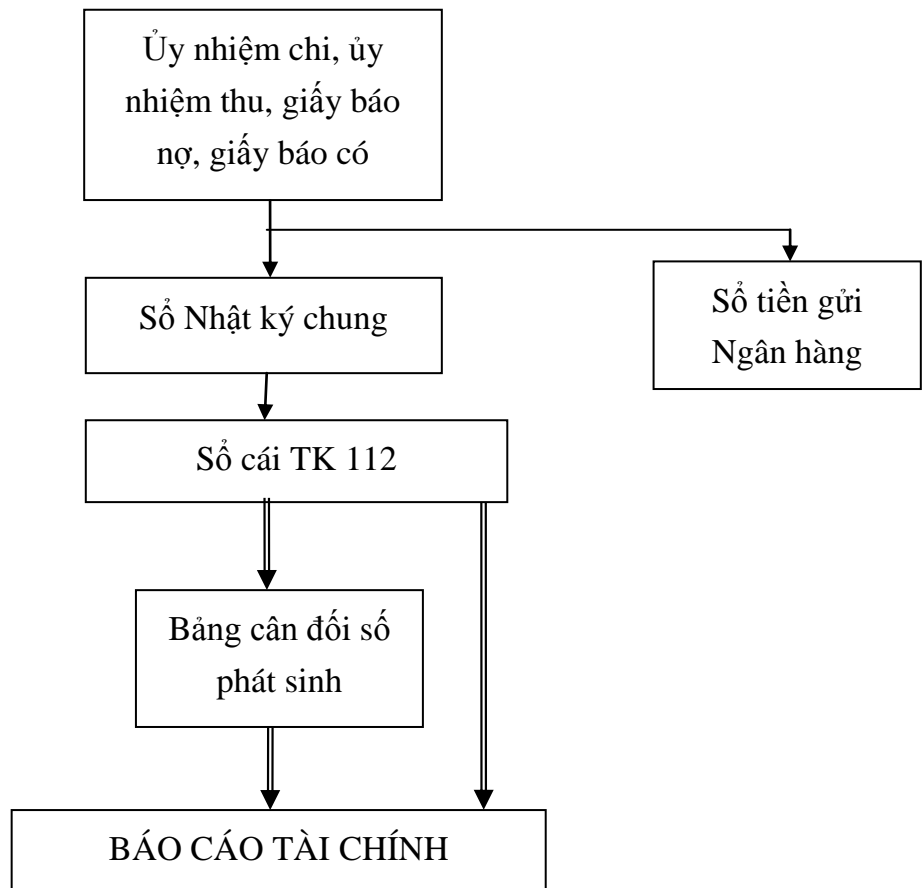 Ủy nhiệm chi, ủy
nhiệm thu, giấy báo
nợ, giấy báo có
Sổ Nhật ký chung
Sổ tiền gửi
Ngân hàng
Sổ cái TK 112
Bảng cân đối số
phát sinh
BÁO CÁO TÀI CHÍNH